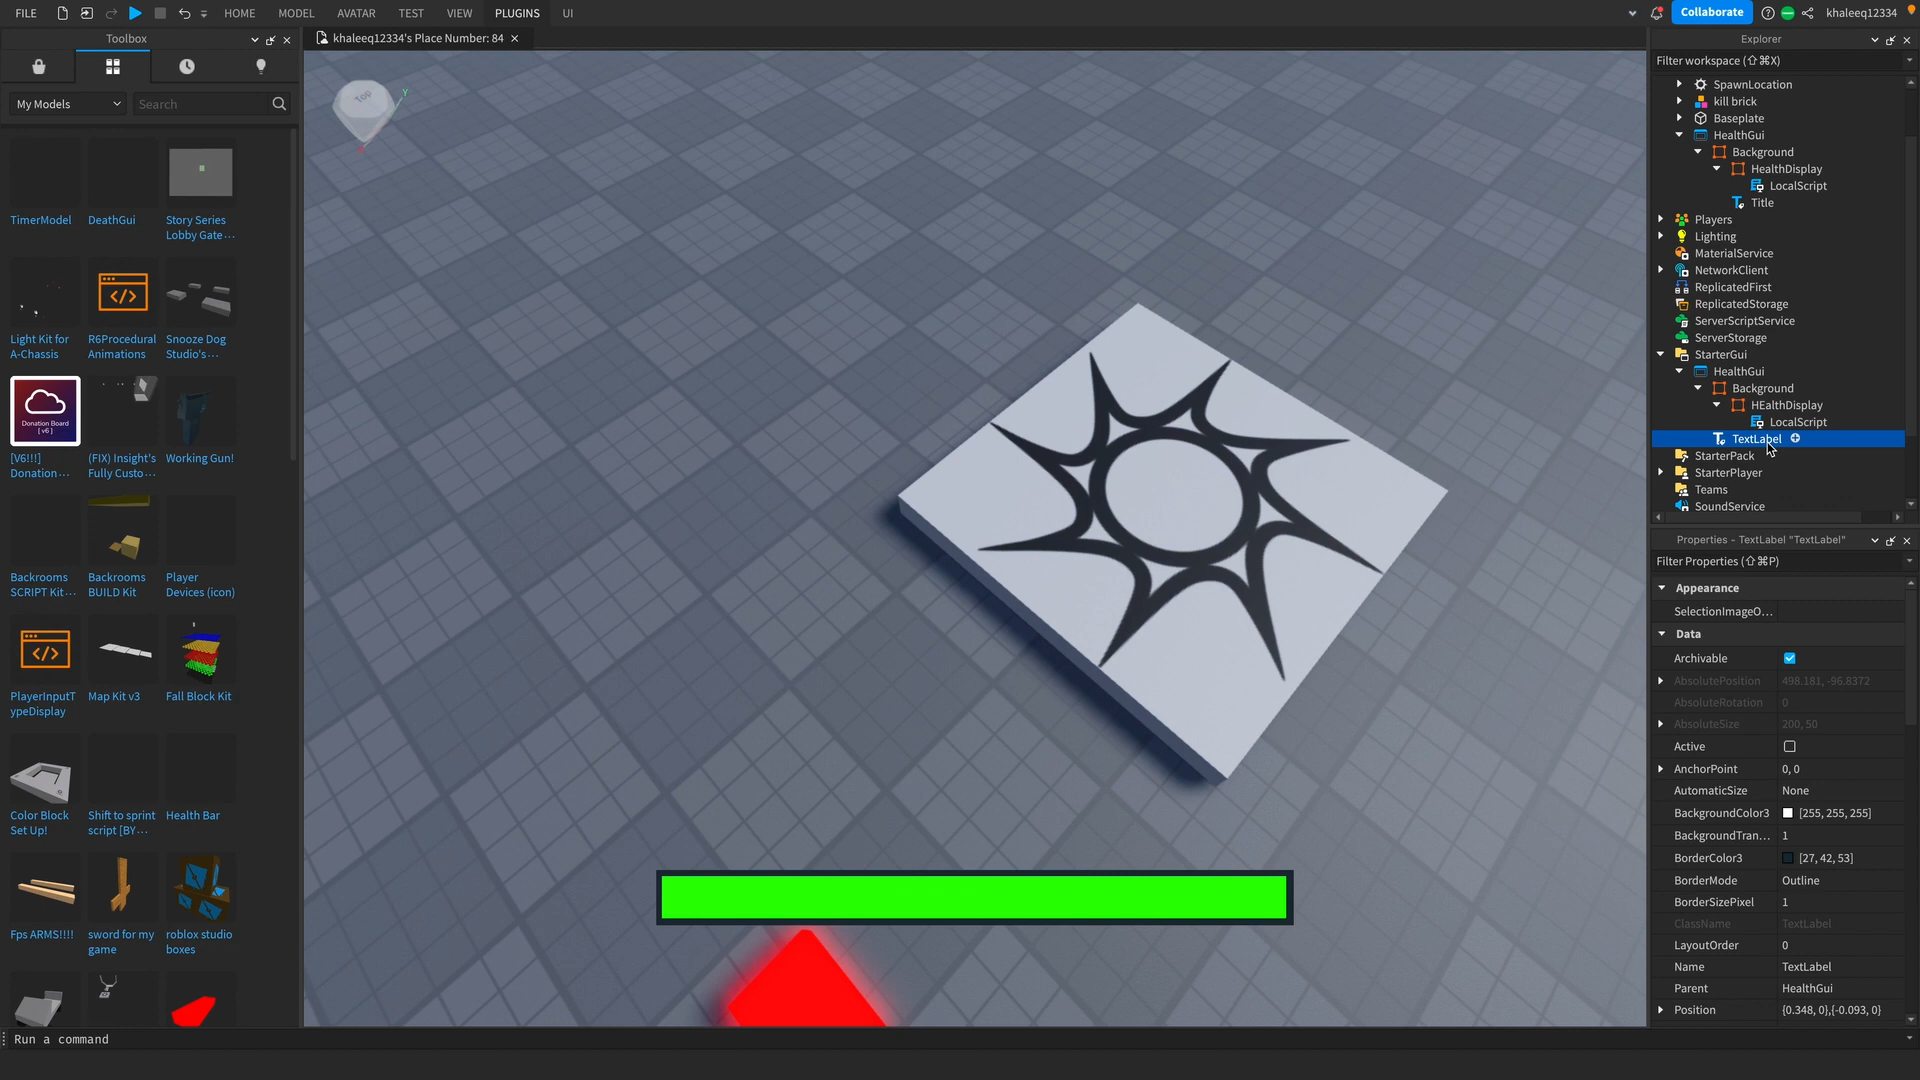 FILE
HOME
MODEL
AVATAR
TEST
VIEW
PLUGINS
UI
Collaborate
khaleeq12334
Toolbox
khaleeq12334's Place Number: 84
My Models
Search
TimerModel
DeathGui
Story Series
Lobby Gate...
Light Kit for
A-Chassis
R6Procedural
Animations
Snooze Dog
Studio's...
Donation Board
[ v6 ]
[V6!!!]
Donation...
(FIX) Insight's
Fully Custo...
Working Gun!
Backrooms
SCRIPT Kit...
Backrooms
BUILD Kit
Player
Devices (icon)
PlayerInputT
ypeDisplay
Map Kit v3
Fall Block Kit
Color Block
Set Up!
Shift to sprint
script [BY...
Health Bar
Fps ARMS!!!!
sword for my
game
roblox studio
boxes
Top
Y
Explorer
Filter workspace (⇧⌘X)
SpawnLocation
kill brick
Baseplate
HealthGui
Background
HealthDisplay
LocalScript
Title
Players
Lighting
MaterialService
NetworkClient
ReplicatedFirst
ReplicatedStorage
ServerScriptService
ServerStorage
StarterGui
HealthGui
Background
HEalthDisplay
LocalScript
TextLabel
StarterPack
StarterPlayer
Teams
SoundService
Properties - TextLabel "TextLabel"
Filter Properties (⇧⌘P)
Appearance
SelectionImageO...
Data
Archivable
AbsolutePosition 498.181, -96.8372
AbsoluteRotation 0
AbsoluteSize 200, 50
Active
AnchorPoint 0, 0
AutomaticSize None
BackgroundColor3 [255, 255, 255]
BackgroundTran... 1
BorderColor3 [27, 42, 53]
BorderMode Outline
BorderSizePixel 1
ClassName TextLabel
LayoutOrder 0
Name TextLabel
Parent HealthGui
Position {0.348, 0},{-0.093, 0}
Run a command